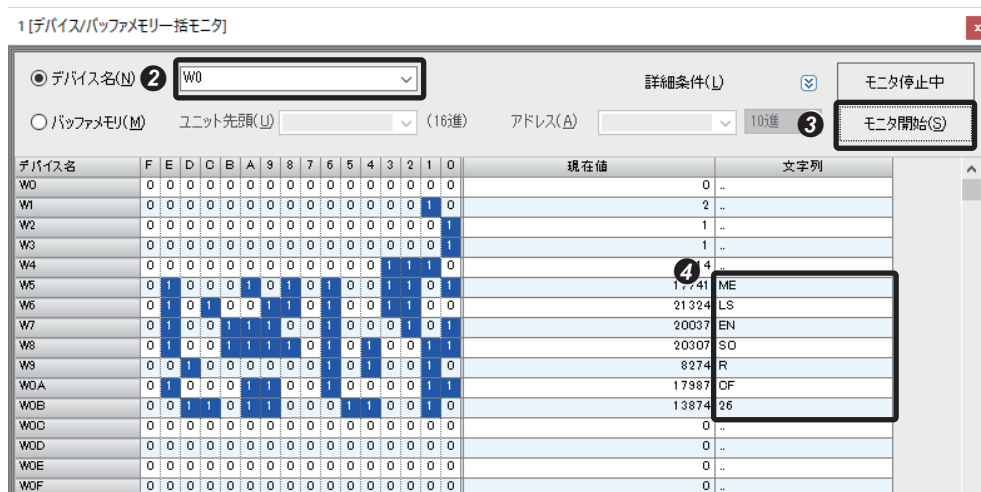 1 [デバイス/バッファメモリ一括モニタ]
x
デバイス名(N) ❷ W0 詳細条件(L) モニタ停止中
バッファメモリ(M) ユニット先頭(U) (16進) アドレス(A) 10進 ❸ モニタ開始(S)
デバイス名 F E D C B A 9 8 7 6 5 4 3 2 1 0 現在値 文字列
W0 0 0 0 0 0 0 0 0 0 0 0 0 0 0 0 0 0 ..
W1 0 0 0 0 0 0 0 0 0 0 0 0 0 0 1 0 2 ..
W2 0 0 0 0 0 0 0 0 0 0 0 0 0 0 0 1 1 ..
W3 0 0 0 0 0 0 0 0 0 0 0 0 0 0 0 1 1 ..
W4 0 0 0 0 0 0 0 0 0 0 0 0 1 1 1 0 14 ..
❹
W5 0 1 0 0 0 1 0 1 0 1 0 0 1 1 0 1 17741 ME
W6 0 1 0 1 0 0 1 1 0 1 0 0 1 1 0 0 21324 LS
W7 0 1 0 0 1 1 1 0 0 1 0 0 0 1 0 1 20037 EN
W8 0 1 0 0 1 1 1 1 0 1 0 1 0 0 1 1 20307 SO
W9 0 0 1 0 0 0 0 0 0 1 0 1 0 0 1 0 8274 R
W0A 0 1 0 0 0 1 1 0 0 1 0 0 0 0 1 1 17987 CF
W0B 0 0 1 1 0 1 1 0 0 0 1 1 0 0 1 0 13874 26
W0C 0 0 0 0 0 0 0 0 0 0 0 0 0 0 0 0 0 ..
W0D 0 0 0 0 0 0 0 0 0 0 0 0 0 0 0 0 0 ..
W0E 0 0 0 0 0 0 0 0 0 0 0 0 0 0 0 0 0 ..
W0F 0 0 0 0 0 0 0 0 0 0 0 0 0 0 0 0 0 ..